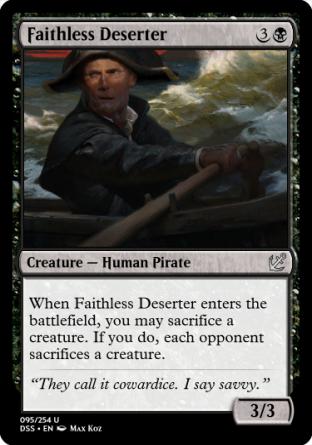 Faithless Deserter 3
Creature — Human Pirate
When Faithless Deserter enters the
battlefield, you may sacrifice a
creature. If you do, each opponent
sacrifices a creature.
“They call it cowardice. I say savvy.”
095/254 U
DSS • EN Max Koz
3/3